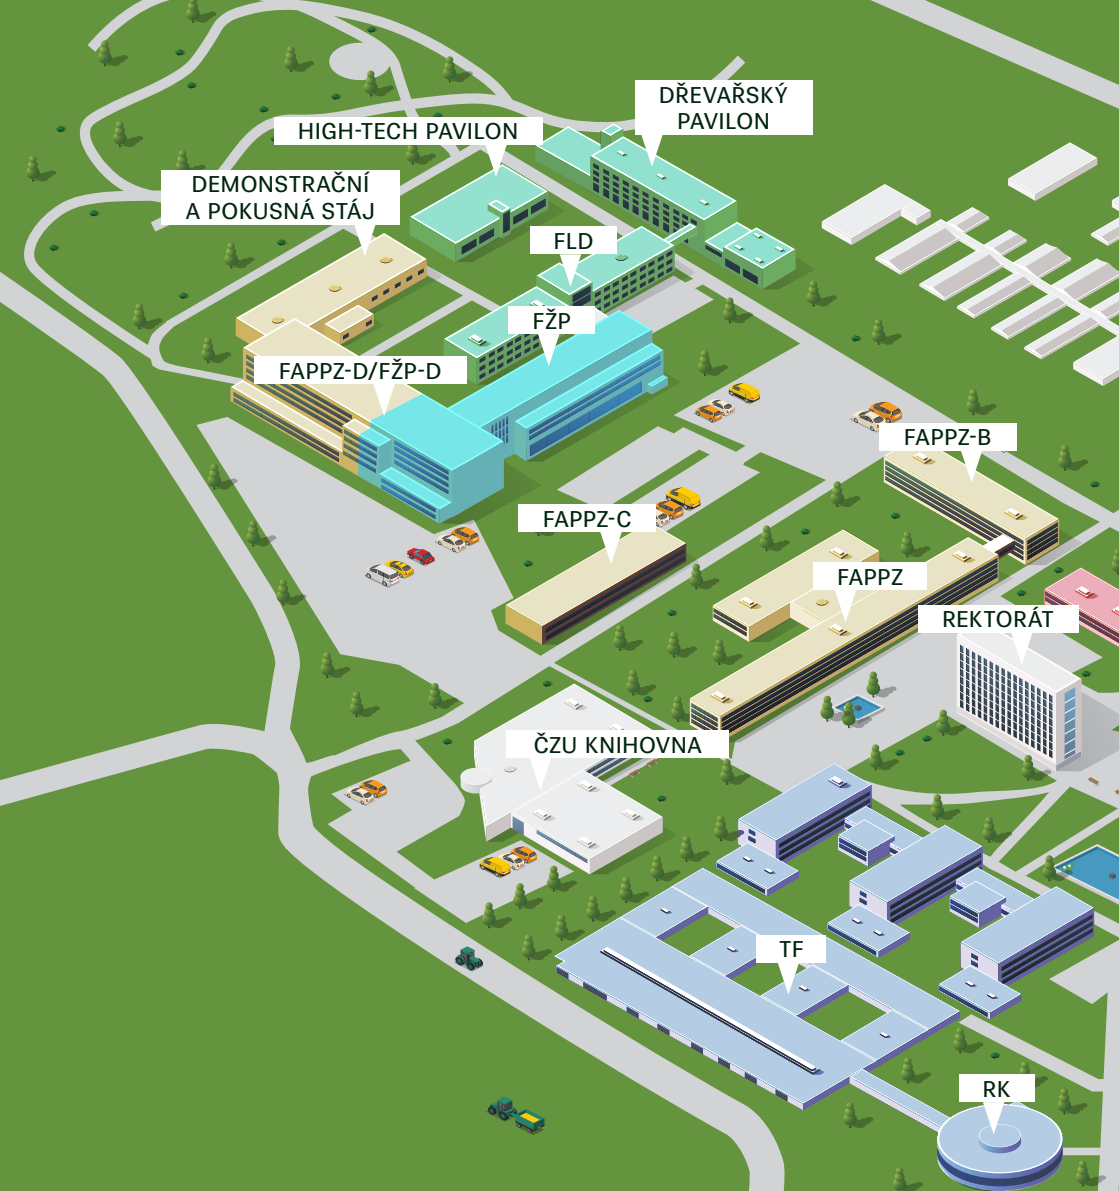 DŘEVAŘSKÝ
PAVILON
HIGH-TECH PAVILON
DEMONSTRAČNÍ
A POKUSNÁ STÁJ
FLD
FŽP
FAPPZ-D/FŽP-D
FAPPZ-B
FAPPZ-C
FAPPZ
REKTORÁT
ČZU KNIHOVNA
TF
RK